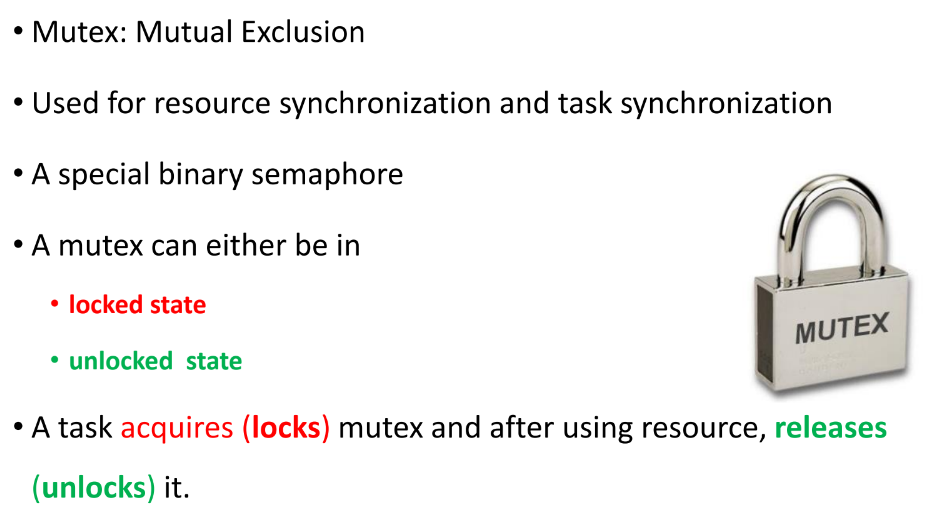 • Mutex: Mutual Exclusion
• Used for resource synchronization and task synchronization
• A special binary semaphore
• A mutex can either be in
• locked state
• unlocked  state
MUTEX
• A task acquires (locks) mutex and after using resource, releases
(unlocks) it.